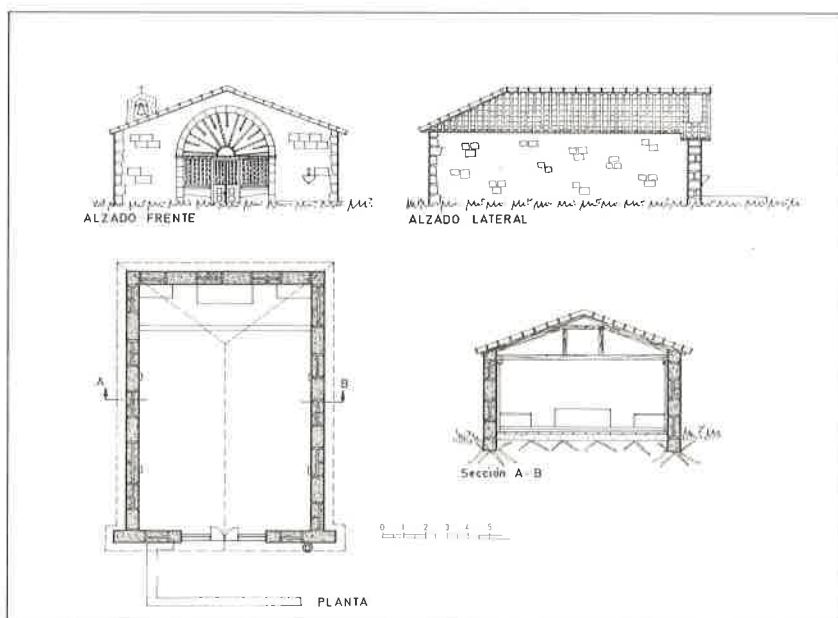 ALZADO FRENTE
ALZADO LATERAL
A
B
Sección A-B
0 1 2 3 4 5
PLANTA